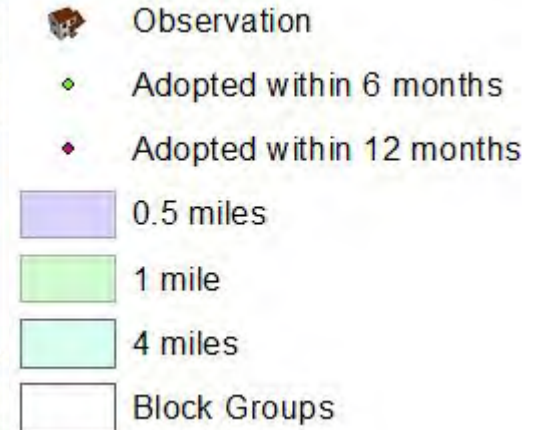 Observation
Adopted within 6 months
Adopted within 12 months
0.5 miles
1 mile
4 miles
Block Groups